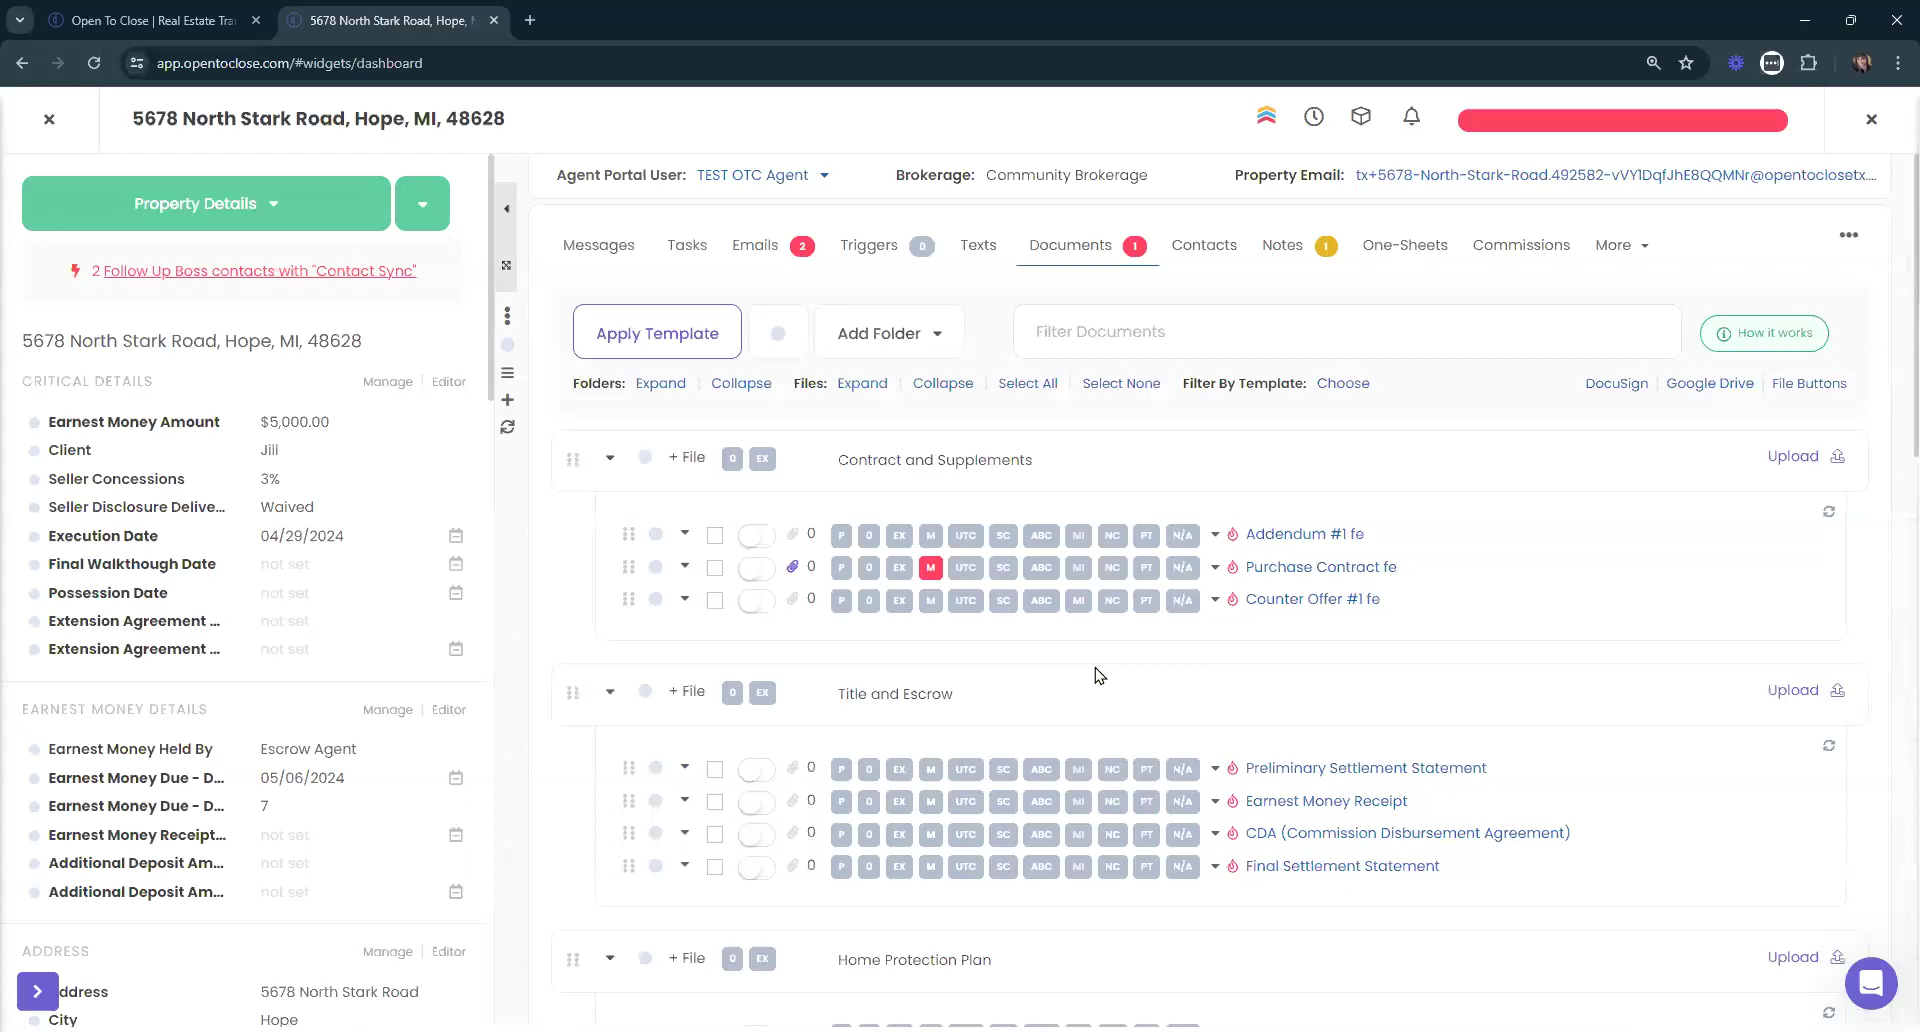 Open To Close | Real Estate Tra
5678 North Stark Road, Hope,
app.opentoclose.com/#widgets/dashboard
5678 North Stark Road, Hope, MI, 48628
Property Details
2 Follow Up Boss contacts with "Contact Sync"
5678 North Stark Road, Hope, MI, 48628
CRITICAL DETAILS Manage | Editor
Earnest Money Amount $5,000.00
Client Jill
Seller Concessions 3%
Seller Disclosure Delive... Waived
Execution Date 04/29/2024
Final Walkthough Date not set
Possession Date not set
Extension Agreement ... not set
Extension Agreement ... not set
EARNEST MONEY DETAILS Manage | Editor
Earnest Money Held By Escrow Agent
Earnest Money Due - D... 05/06/2024
Earnest Money Due - D... 7
Earnest Money Receipt... not set
Additional Deposit Am... not set
Additional Deposit Am... not set
ADDRESS Manage | Editor
ddress 5678 North Stark Road
City Hope
Agent Portal User: TEST OTC Agent Brokerage: Community Brokerage Property Email: tx+5678-North-Stark-Road.492582-vVY1DqfJhE8QQMNr@opentoclosetx....
Messages Tasks Emails 2 Triggers 0 Texts Documents 1 Contacts Notes 1 One-Sheets Commissions More
Apply Template Add Folder Filter Documents How it works
Folders: Expand Collapse Files: Expand Collapse Select All Select None Filter By Template: Choose DocuSign Google Drive File Buttons
+ File O EX Contract and Supplements Upload
0 P O EX M UTC SC ABC MI NC PT N/A Addendum #1 fe
0 P O EX M UTC SC ABC MI NC PT N/A Purchase Contract fe
0 P O EX M UTC SC ABC MI NC PT N/A Counter Offer #1 fe
+ File O EX Title and Escrow Upload
0 P O EX M UTC SC ABC MI NC PT N/A Preliminary Settlement Statement
0 P O EX M UTC SC ABC MI NC PT N/A Earnest Money Receipt
0 P O EX M UTC SC ABC MI NC PT N/A CDA (Commission Disbursement Agreement)
0 P O EX M UTC SC ABC MI NC PT N/A Final Settlement Statement
+ File O EX Home Protection Plan Upload